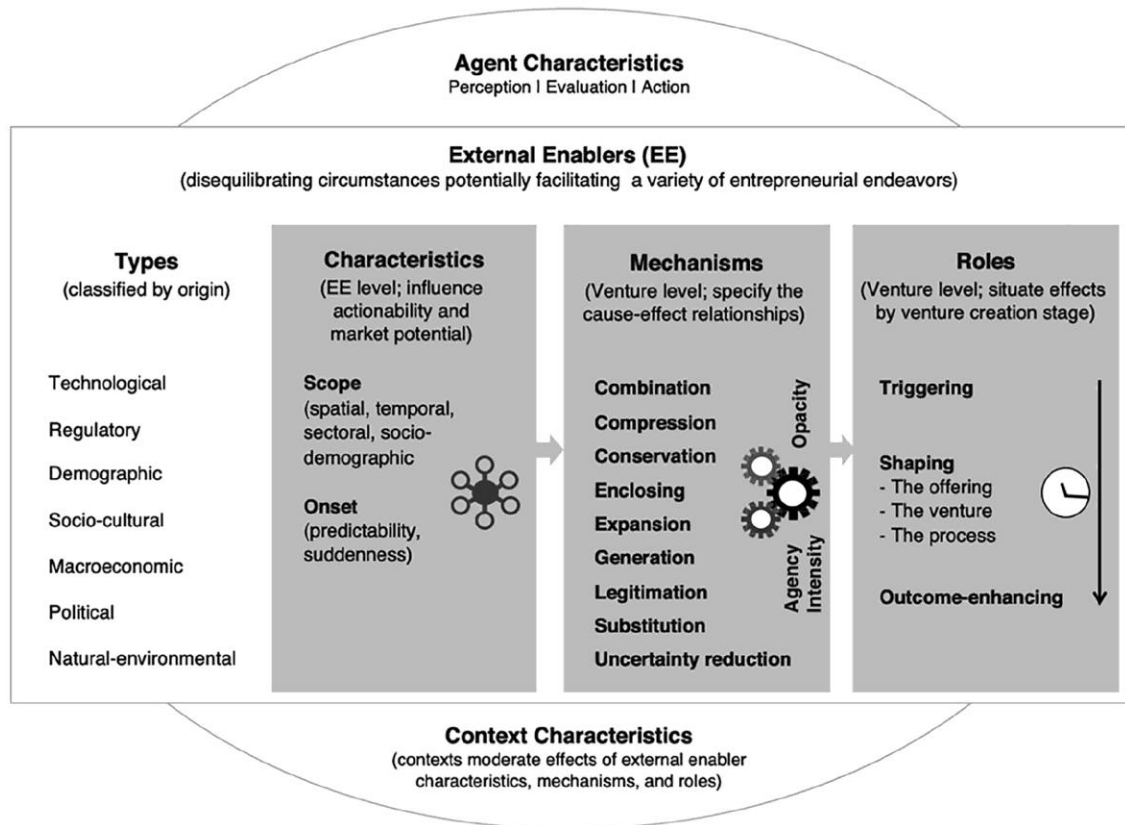 Agent Characteristics
Perception I Evaluation I Action
External Enablers (EE)
(disequilibrating circumstances potentially facilitating a variety of entrepreneurial endeavors)
Types
(classified by origin)
Technological
Regulatory
Demographic
Socio-cultural
Macroeconomic
Political
Natural-environmental
Characteristics
(EE level; influence
actionability and
market potential)
Scope
(spatial, temporal,
sectoral, socio-
demographic
Onset
(predictability,
suddenness)
Mechanisms
(Venture level; specify the
cause-effect relationships)
Combination
Compression
Conservation
Enclosing
Expansion
Generation
Legitimation
Substitution
Uncertainty reduction
Opacity
Agency
Intensity
Roles
(Venture level; situate effects
by venture creation stage)
Triggering
Shaping
- The offering
- The venture
- The process
Outcome-enhancing
Context Characteristics
(contexts moderate effects of external enabler
characteristics, mechanisms, and roles)